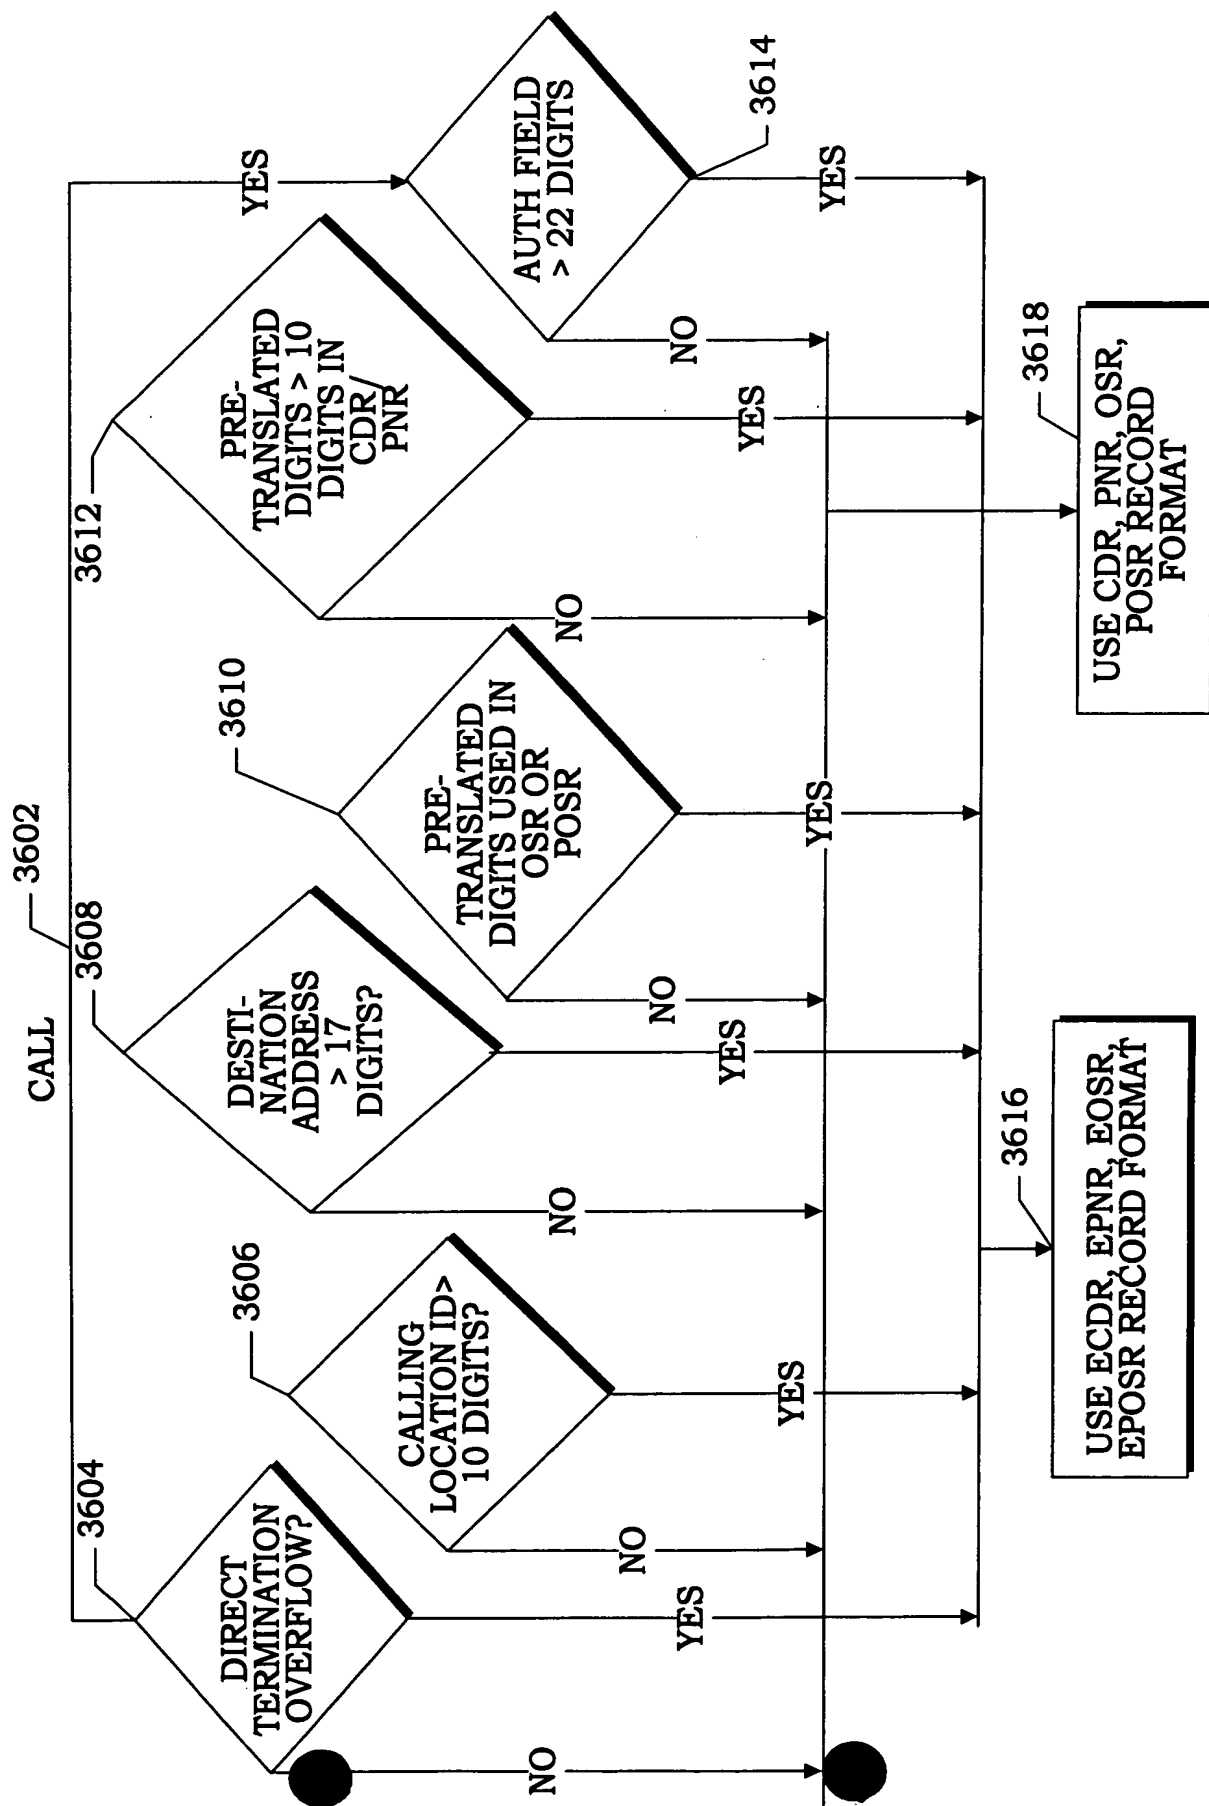 CALL
3602
3604
DIRECT
TERMINATION
OVERFLOW?
NO
YES
3606
CALLING
LOCATION ID>
10 DIGITS?
NO
YES
3608
DESTI-
NATION
ADDRESS
> 17
DIGITS?
NO
YES
3610
PRE-
TRANSLATED
DIGITS USED IN
OSR OR
POSR
NO
YES
3612
PRE-
TRANSLATED
DIGITS > 10
DIGITS IN
CDR/
PNR
NO
YES
YES
AUTH FIELD
> 22 DIGITS
3614
NO
YES
3616
USE ECDR, EPNR, EOSR,
EPOSR RECORD FORMAT
3618
USE CDR, PNR, OSR,
POSR RECORD
FORMAT